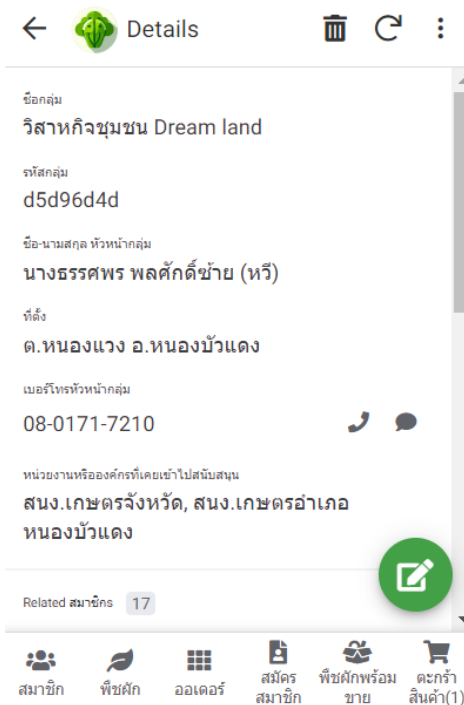 Details
ชื่อกลุ่ม
วิสาหกิจชุมชน Dream land
รหัสกลุ่ม
d5d96d4d
ชื่อ-นามสกุล หัวหน้ากลุ่ม
นางธรรศพร พลศักดิ์ซ้าย (หวี)
ที่ตั้ง
ต.หนองแวง อ.หนองบัวแดง
เบอร์โทรหัวหน้ากลุ่ม
08-0171-7210
หน่วยงานหรือองค์กรที่เคยเข้าไปสนับสนุน
สนง.เกษตรจังหวัด, สนง.เกษตรอำเภอ
หนองบัวแดง
Related สมาชิกร 17
สมาชิก
พืชผัก
ออเดอร์
สมัคร
สมาชิก
พืชผักพร้อม
ขาย
ตะกร้า
สินค้า(1)